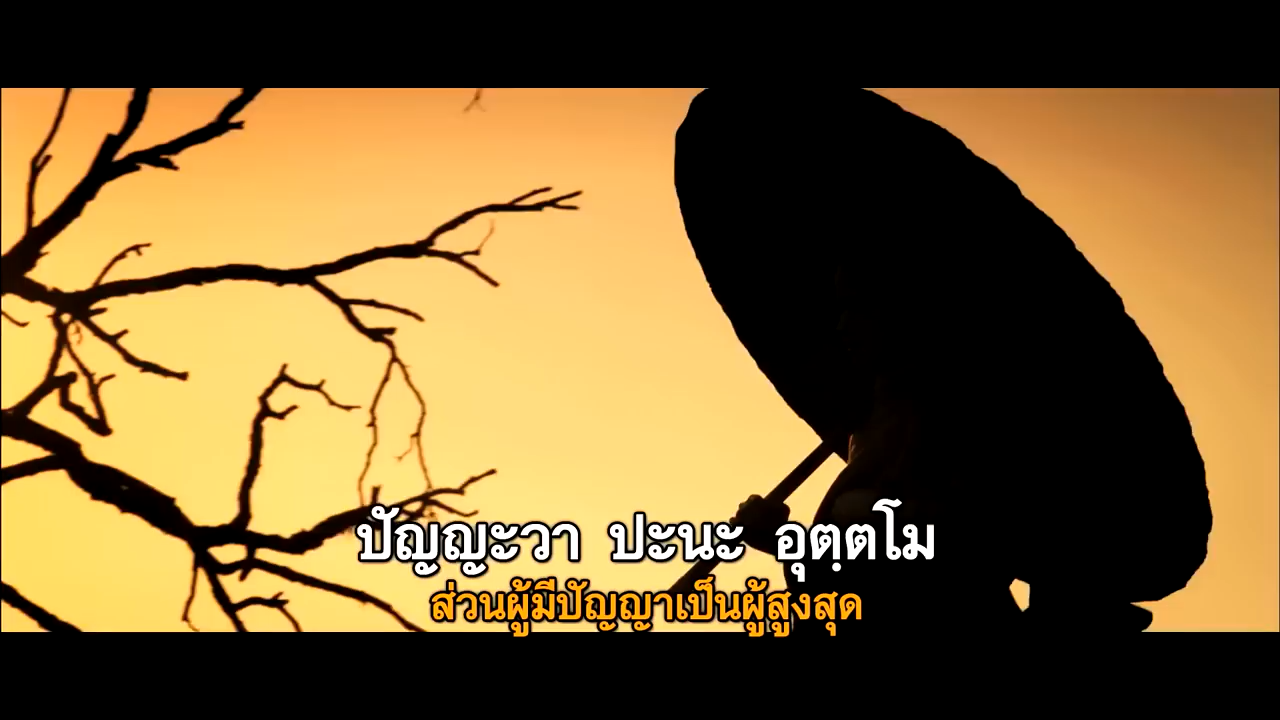 ปัญญะวา ปะนะ อุตฺตโม
ส่วนผู้มีปัญญาเป็นผู้สูงสุด